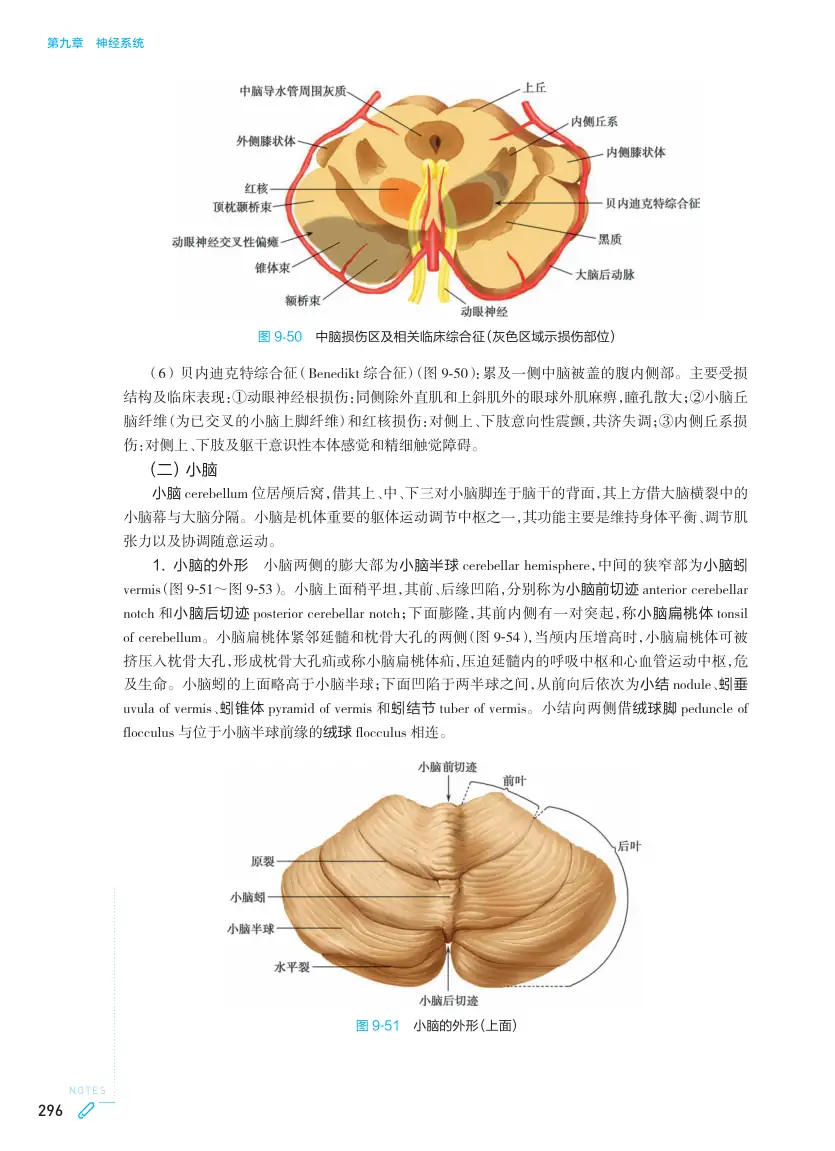 第九章　神经系统
中脑导水管周围灰质
上丘
内侧丘系
外侧膝状体
内侧膝状体
红核
顶枕颞桥束
贝内迪克特综合征
动眼神经交叉性偏瘫
黑质
锥体束
大脑后动脉
额桥束
动眼神经
图 9-50　中脑损伤区及相关临床综合征(灰色区域示损伤部位)
（6）贝内迪克特综合征（Benedikt 综合征）(图 9-50)：累及一侧中脑被盖的腹内侧部。主要受损
结构及临床表现：①动眼神经根损伤：同侧除外直肌和上斜肌外的眼球外肌麻痹，瞳孔散大；②小脑丘
脑纤维（为已交叉的小脑上脚纤维）和红核损伤：对侧上、下肢意向性震颤，共济失调；③内侧丘系损
伤：对侧上、下肢及躯干意识性本体感觉和精细触觉障碍。
（二）小脑
小脑 cerebellum 位居颅后窝，借其上、中、下三对小脑脚连于脑干的背面，其上方借大脑横裂中的
小脑幕与大脑分隔。小脑是机体重要的躯体运动调节中枢之一，其功能主要是维持身体平衡、调节肌
张力以及协调随意运动。
1. 小脑的外形　小脑两侧的膨大部为小脑半球 cerebellar hemisphere，中间的狭窄部为小脑蚓
vermis（图 9-51～图 9-53）。小脑上面稍平坦，其前、后缘凹陷，分别称为小脑前切迹 anterior cerebellar
notch 和小脑后切迹 posterior cerebellar notch；下面膨隆，其前内侧有一对突起，称小脑扁桃体 tonsil
of cerebellum。小脑扁桃体紧邻延髓和枕骨大孔的两侧（图 9-54），当颅内压增高时，小脑扁桃体可被
挤压入枕骨大孔，形成枕骨大孔疝或称小脑扁桃体疝，压迫延髓内的呼吸中枢和心血管运动中枢，危
及生命。小脑蚓的上面略高于小脑半球；下面凹陷于两半球之间，从前向后依次为小结 nodule、蚓垂
uvula of vermis、蚓锥体 pyramid of vermis 和蚓结节 tuber of vermis。小结向两侧借绒球脚 peduncle of
flocculus 与位于小脑半球前缘的绒球 flocculus 相连。
小脑前切迹
前叶
后叶
原裂
小脑蚓
小脑半球
水平裂
小脑后切迹
图 9-51　小脑的外形(上面)
NOTES
296